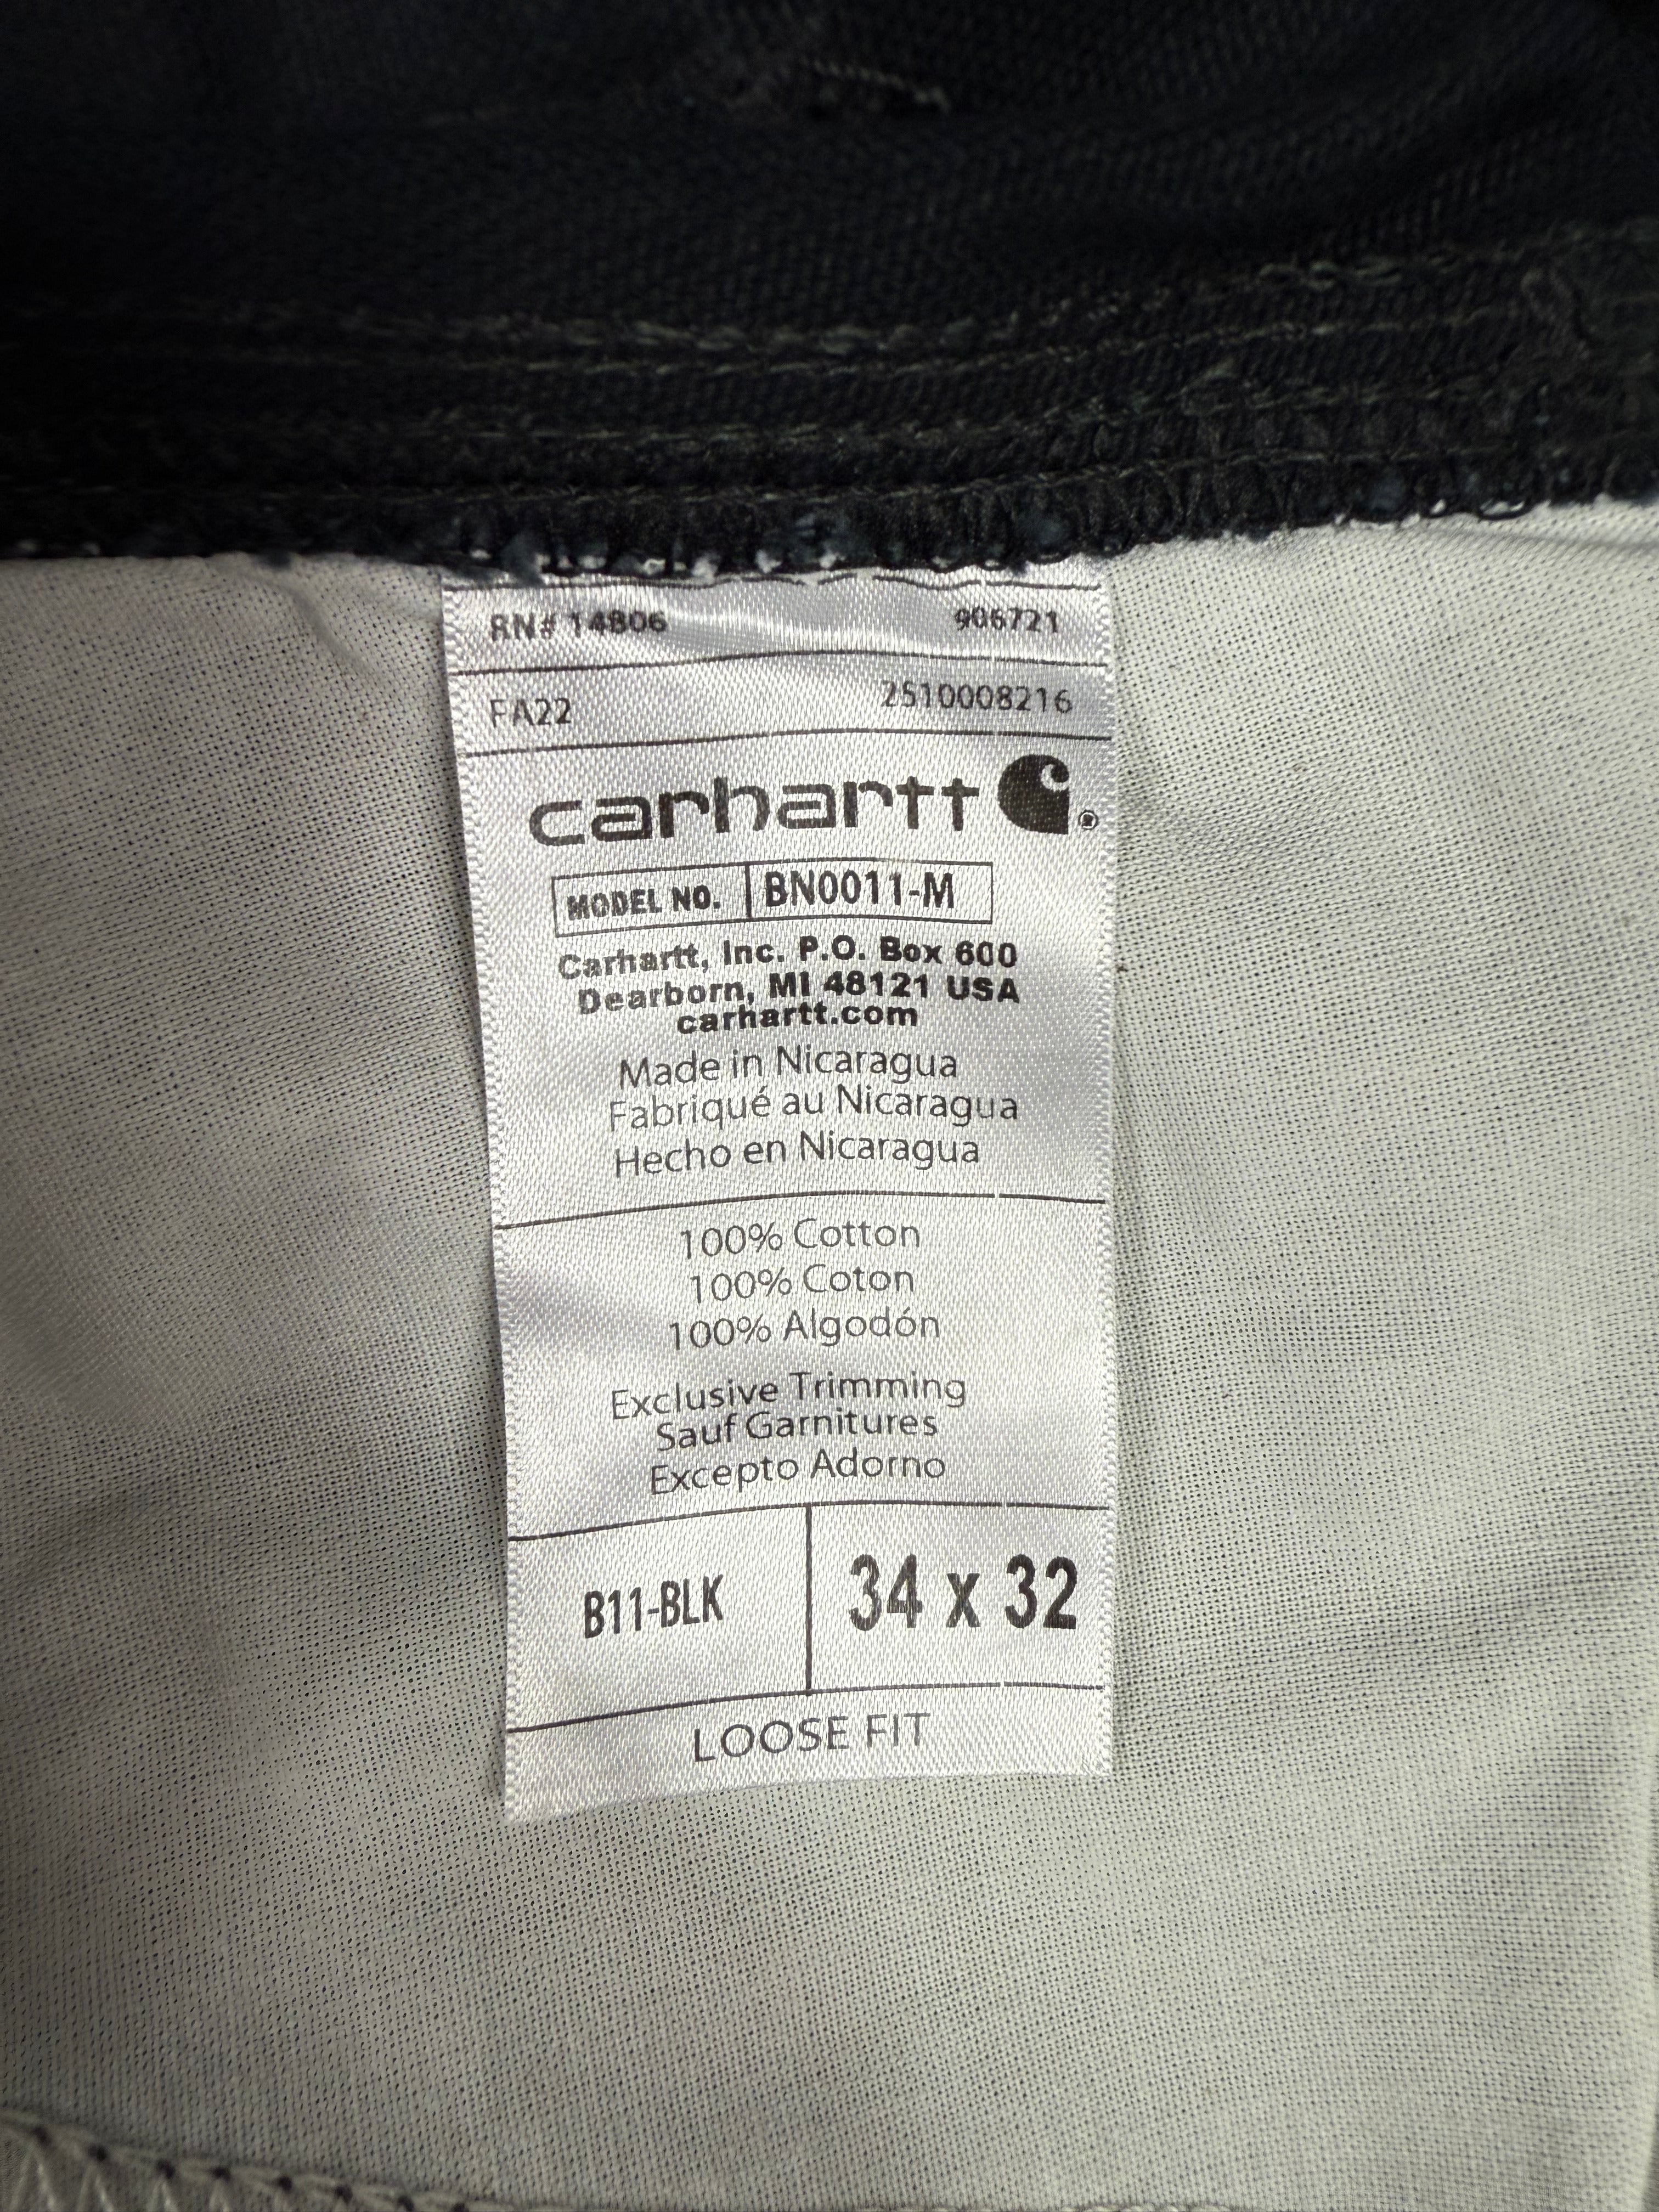 RN# 14806 906721
FA22 2510008216
carhartt ®
MODEL NO. BN0011-M
Carhartt, Inc. P.O. Box 600
Dearborn, MI 48121 USA
carhartt.com
Made in Nicaragua
Fabriqué au Nicaragua
Hecho en Nicaragua
100% Cotton
100% Coton
100% Algodón
Exclusive Trimming
Sauf Garnitures
Excepto Adorno
B11-BLK 34 x 32
LOOSE FIT